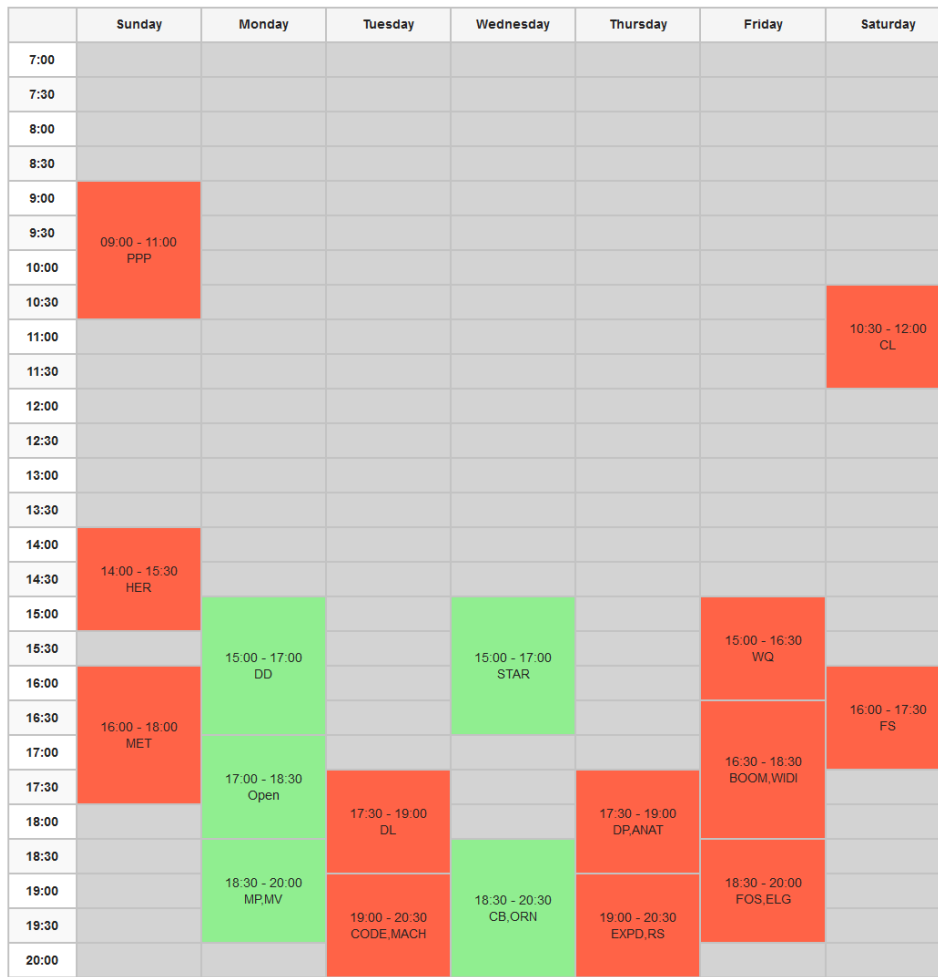 Sunday Monday Tuesday Wednesday Thursday Friday Saturday
7:00
7:30
8:00
8:30
9:00
9:30
09:00 - 11:00
PPP
10:00
10:30
11:00
10:30 - 12:00
CL
11:30
12:00
12:30
13:00
13:30
14:00
14:30
14:00 - 15:30
HER
15:00
15:30
15:00 - 17:00
DD
15:00 - 17:00
STAR
15:00 - 16:30
WQ
16:00
16:30
16:00 - 18:00
MET
16:00 - 17:30
FS
17:00
17:00 - 18:30
Open
16:30 - 18:30
BOOM,WIDI
17:30
18:00
17:30 - 19:00
DL
17:30 - 19:00
DP,ANAT
18:30
19:00
18:30 - 20:00
MP,MV
18:30 - 20:30
CB,ORN
18:30 - 20:00
FOS,ELG
19:30
19:00 - 20:30
CODE,MACH
19:00 - 20:30
EXPD,RS
20:00